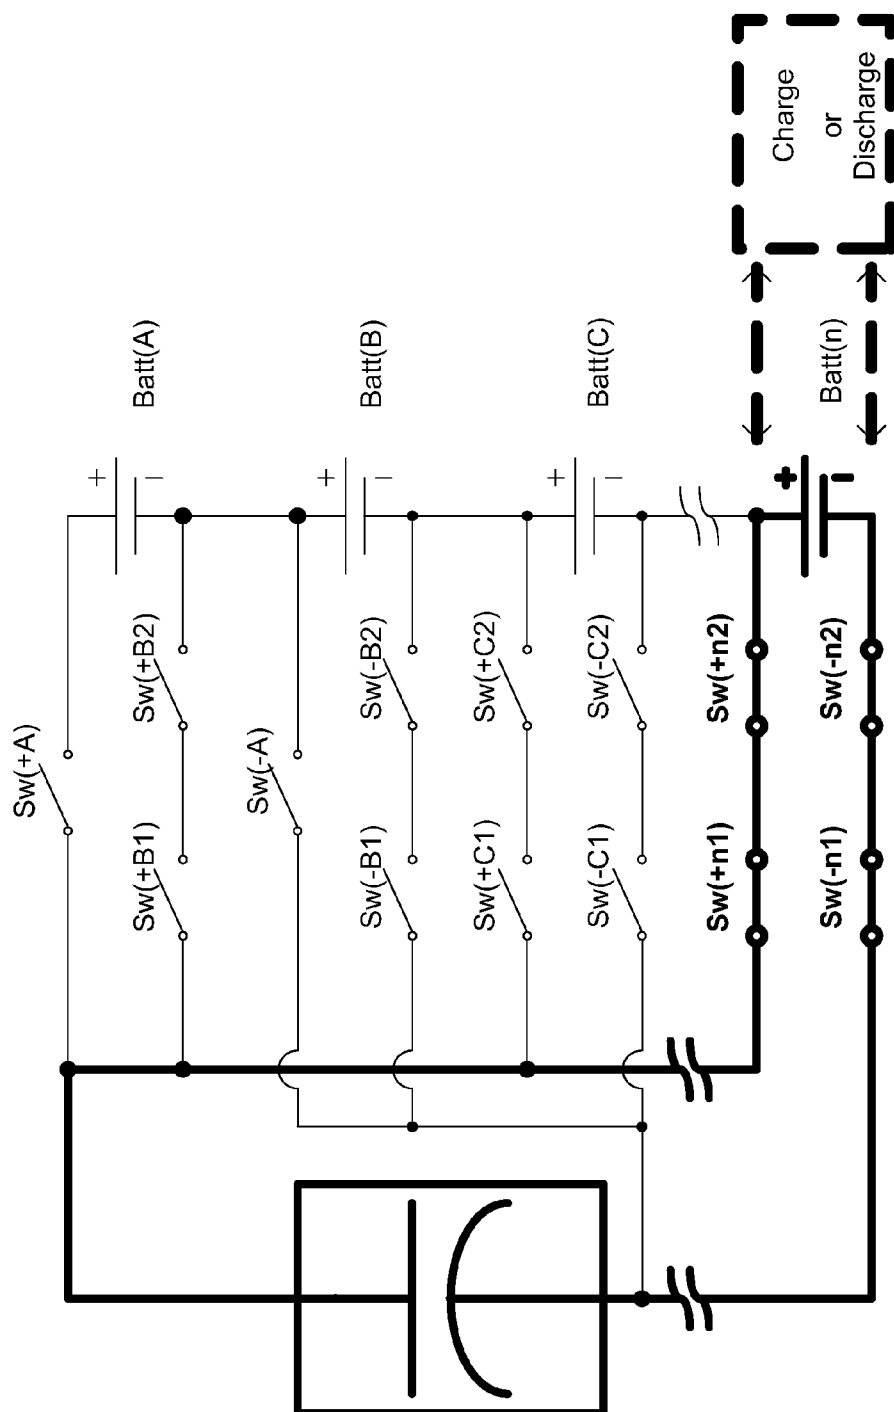 Sw(+A)
+
−
Batt(A)
Sw(+B1)
Sw(+B2)
Sw(-A)
+
−
Batt(B)
Sw(-B1)
Sw(-B2)
Sw(+C1)
Sw(+C2)
+
−
Batt(C)
Sw(-C1)
Sw(-C2)
Sw(+n1)
Sw(+n2)
+
−
Batt(n)
Sw(-n1)
Sw(-n2)
Charge
or
Discharge